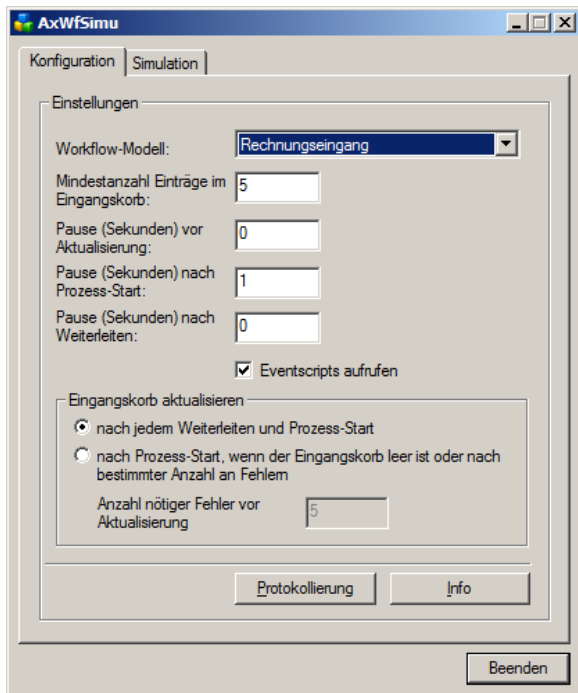 AxWfSimu
Konfiguration
Simulation
Einstellungen
Workflow-Modell:
Rechnungseingang
Mindestanzahl Einträge im
Eingangskorb:
5
Pause (Sekunden) vor
Aktualisierung:
0
Pause (Sekunden) nach
Prozess-Start:
1
Pause (Sekunden) nach
Weiterleiten:
0
Eventscripts aufrufen
Eingangskorb aktualisieren
nach jedem Weiterleiten und Prozess-Start
nach Prozess-Start, wenn der Eingangskorb leer ist oder nach
bestimmter Anzahl an Fehlern
Anzahl nötiger Fehler vor
Aktualisierung
5
Protokollierung
Info
Beenden